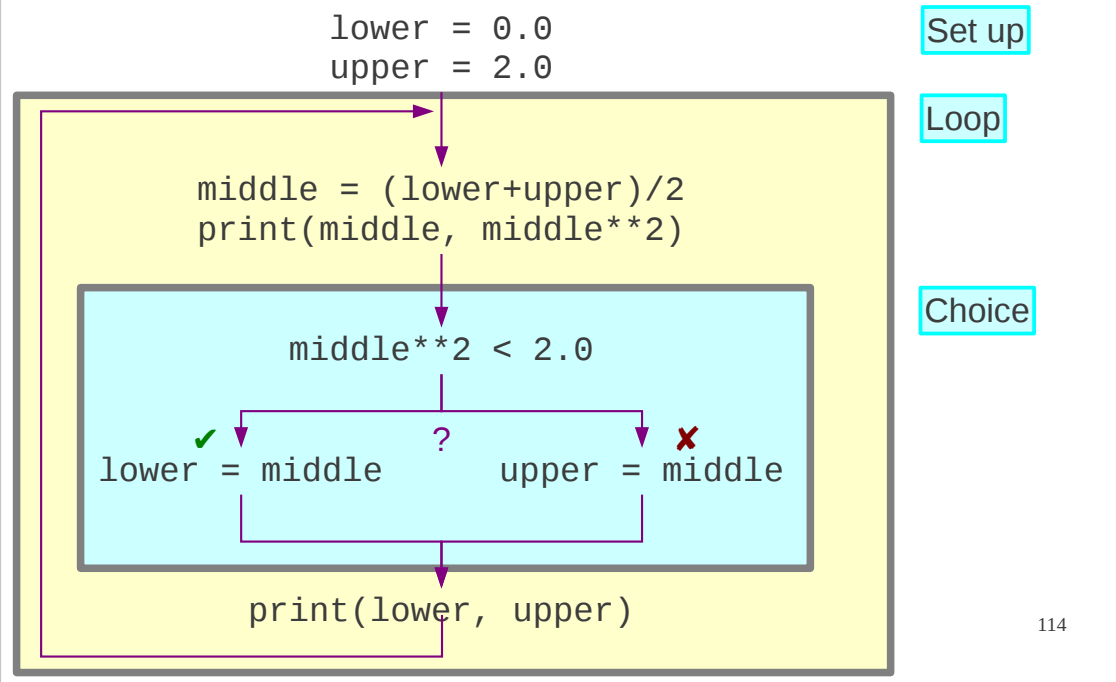 lower = 0.0
upper = 2.0
Set up
Loop
middle = (lower+upper)/2
print(middle, middle**2)
Choice
middle**2 < 2.0
✔ ? ✘
lower = middle upper = middle
print(lower, upper)
114